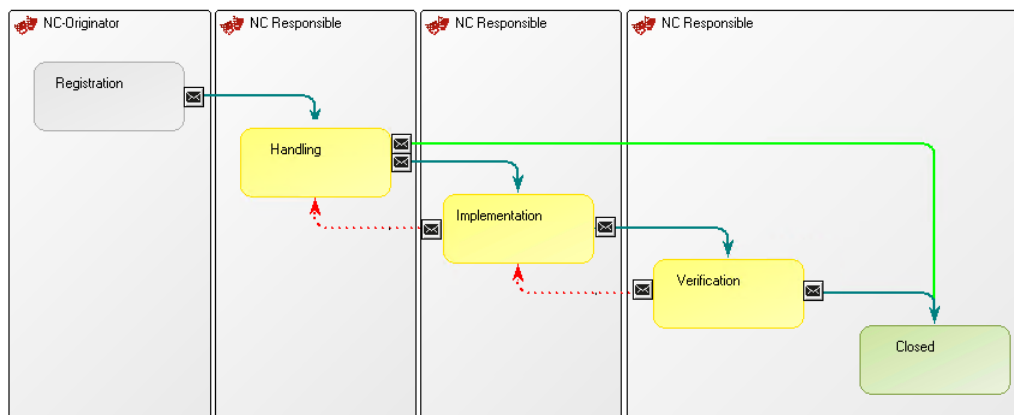 NC-Originator
NC Responsible
NC Responsible
NC Responsible
Registration
Handling
Implementation
Verification
Closed